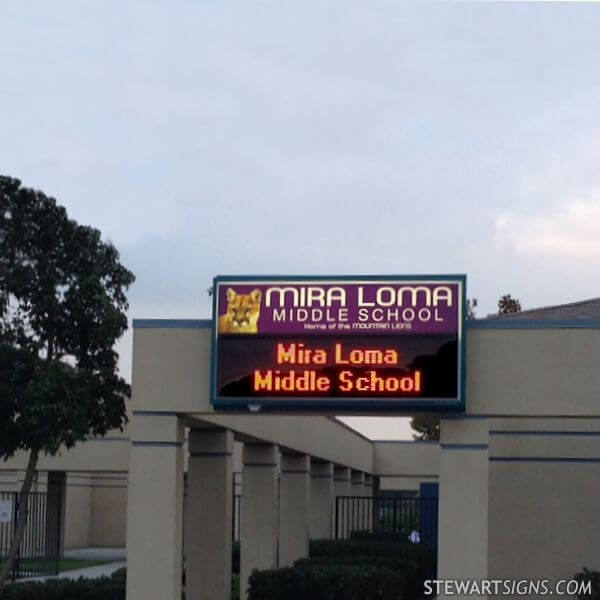 MIRA LOMA
MIDDLE SCHOOL
Home of the MOUNTAIN LIONS
Mira Loma
Middle School
STEWARTSIGNS.COM